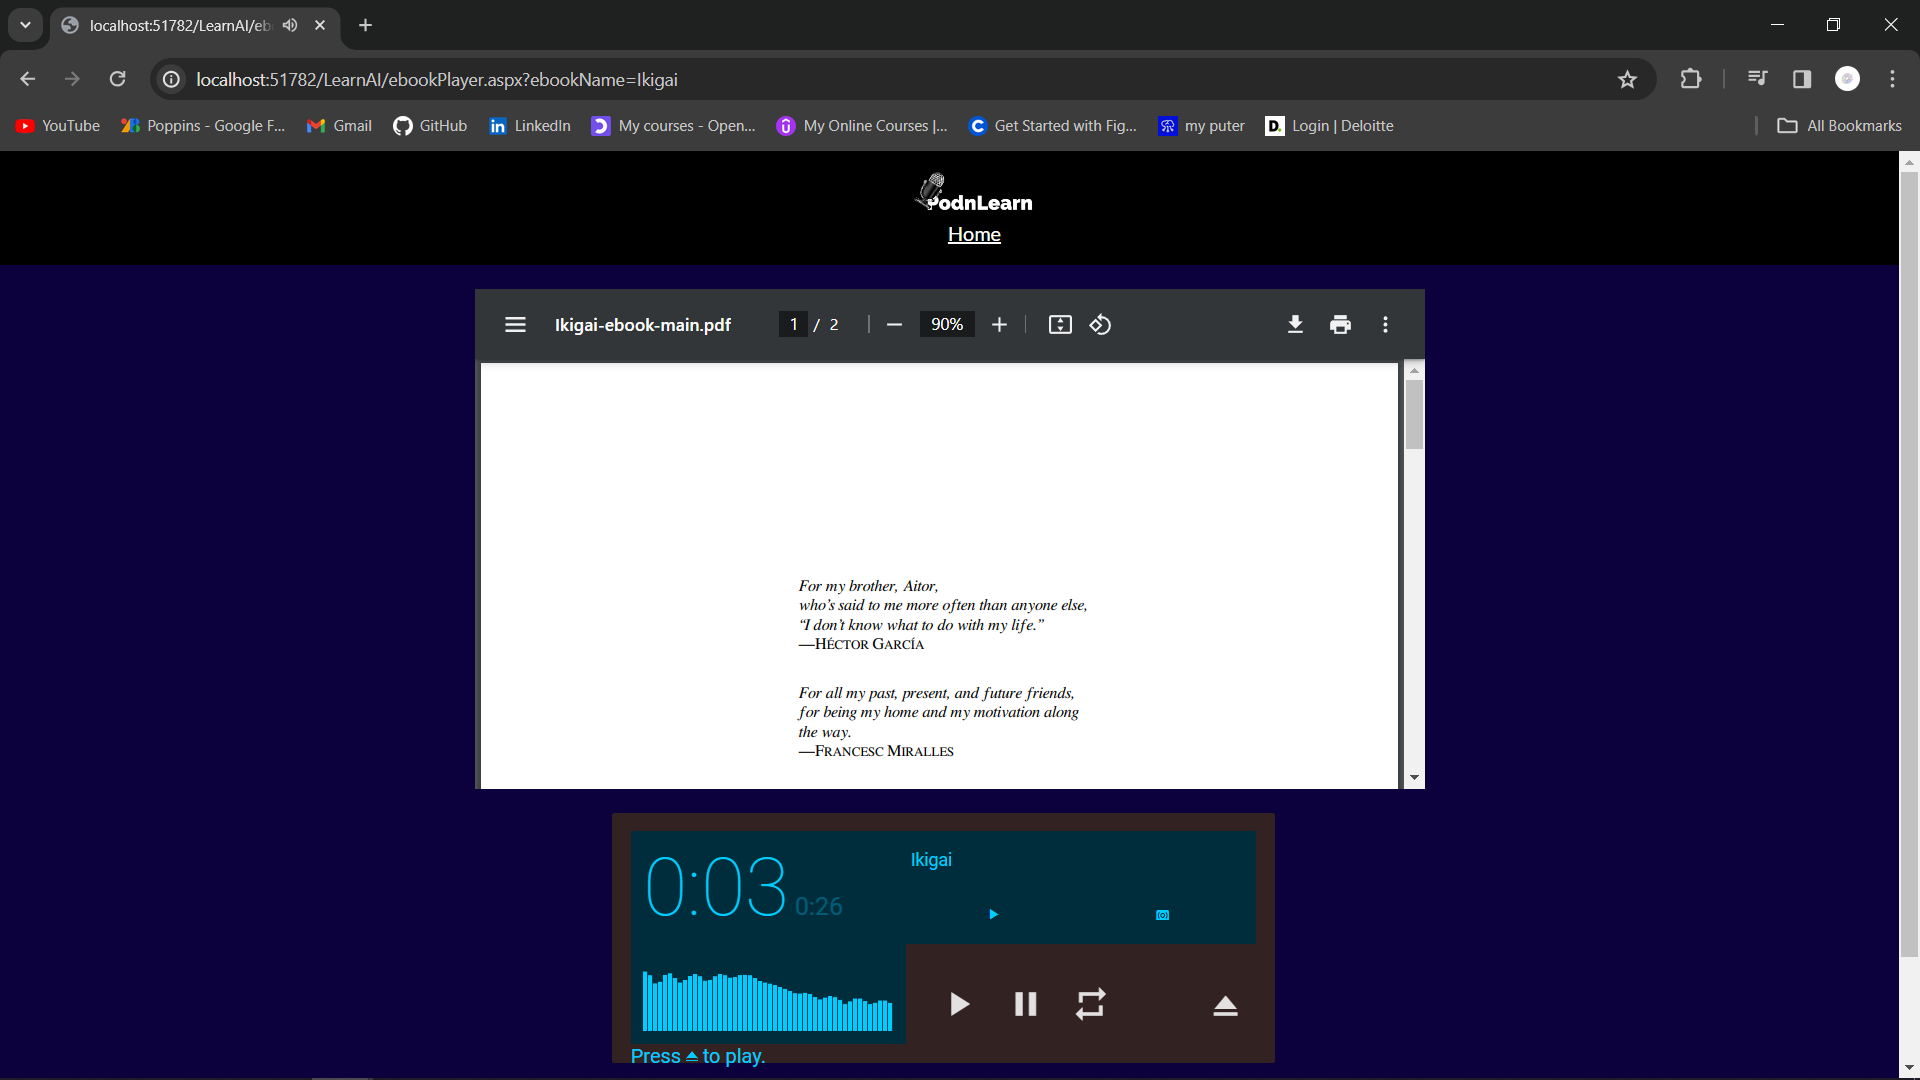 localhost:51782/LearnAI/eb
localhost:51782/LearnAI/ebookPlayer.aspx?ebookName=Ikigai
YouTube
Poppins - Google F...
Gmail
GitHub
LinkedIn
My courses - Open...
My Online Courses |...
Get Started with Fig...
my puter
Login | Deloitte
All Bookmarks
PodnLearn
Home
Ikigai-ebook-main.pdf
1 / 2
90%
For my brother, Aitor,
who's said to me more often than anyone else,
“I don't know what to do with my life.”
—HÉCTOR GARCÍA
For all my past, present, and future friends,
for being my home and my motivation along
the way.
—FRANCESC MIRALLES
0:03 0:26
Ikigai
Press to play.